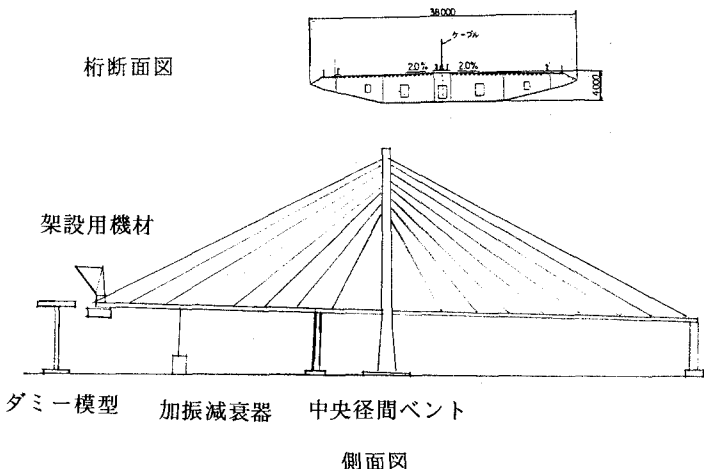 38000
ケーブル
桁断面図
2.0% 2.0%
4000
架設用機材
ダミー模型
加振減衰器
中央径間ベント
側面図